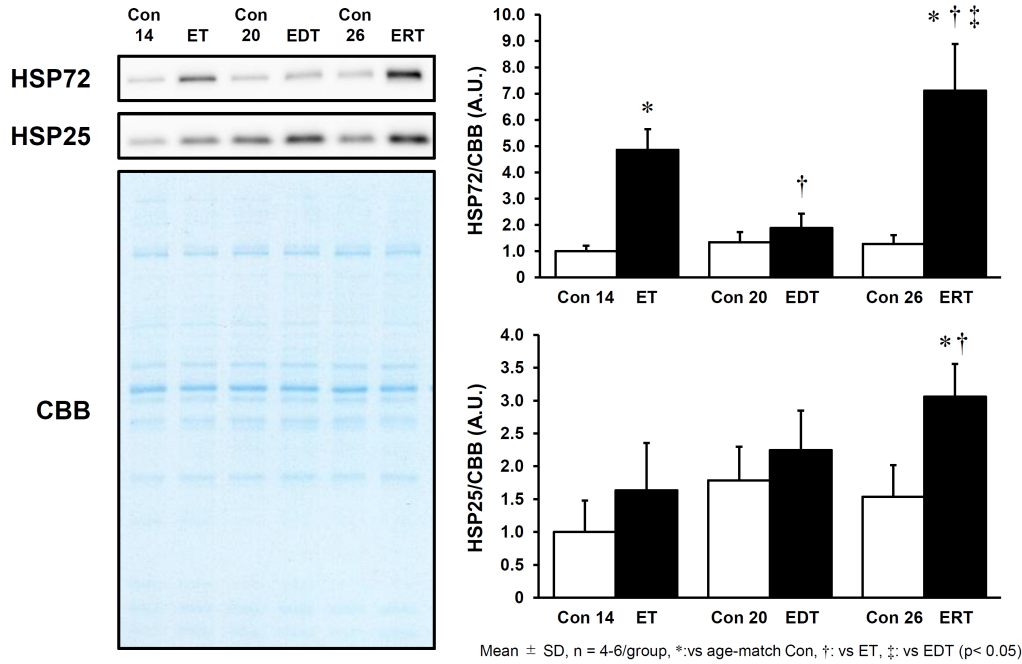 Con 14 ET Con 20 EDT Con 26 ERT
HSP72
HSP25
CBB
HSP72/CBB (A.U.)
10.0
9.0
8.0
7.0
6.0
5.0
4.0
3.0
2.0
1.0
0
* 
†
* † ‡
Con 14 ET Con 20 EDT Con 26 ERT
HSP25/CBB (A.U.)
4.0
3.5
3.0
2.5
2.0
1.5
1.0
0.5
0
* †
Con 14 ET Con 20 EDT Con 26 ERT
Mean ± SD, n = 4-6/group, *:vs age-match Con, †: vs ET, ‡: vs EDT (p< 0.05)